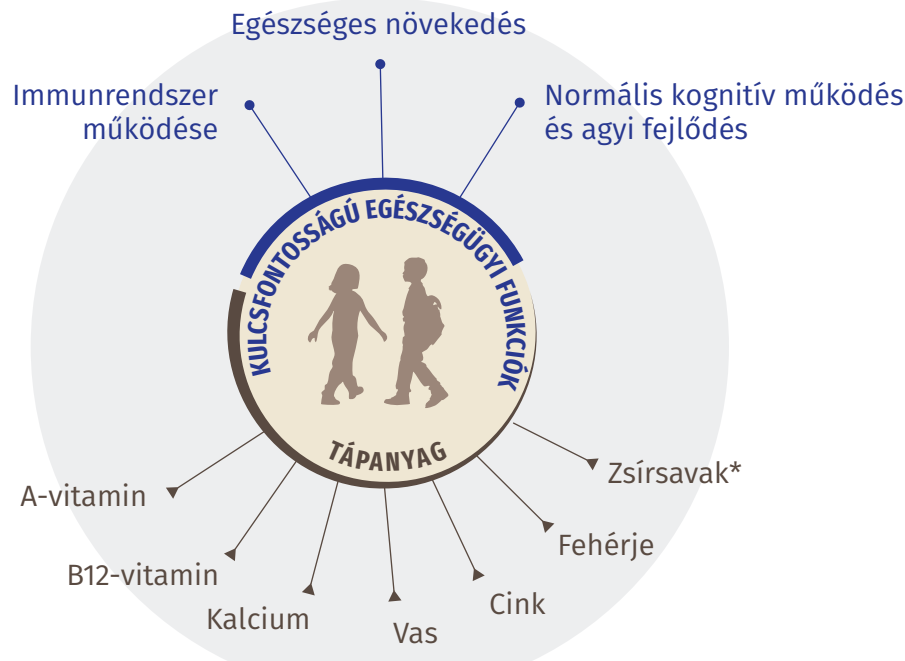 Egészséges növekedés
Immunrendszer
működése
Normális kognitív működés
és agyi fejlődés
KULCSFONTOSSÁGÚ EGÉSZSÉGÜGYI FUNKCIÓK
TÁPANYAG
A-vitamin
B12-vitamin
Kalcium
Vas
Cink
Fehérje
Zsírsavak*